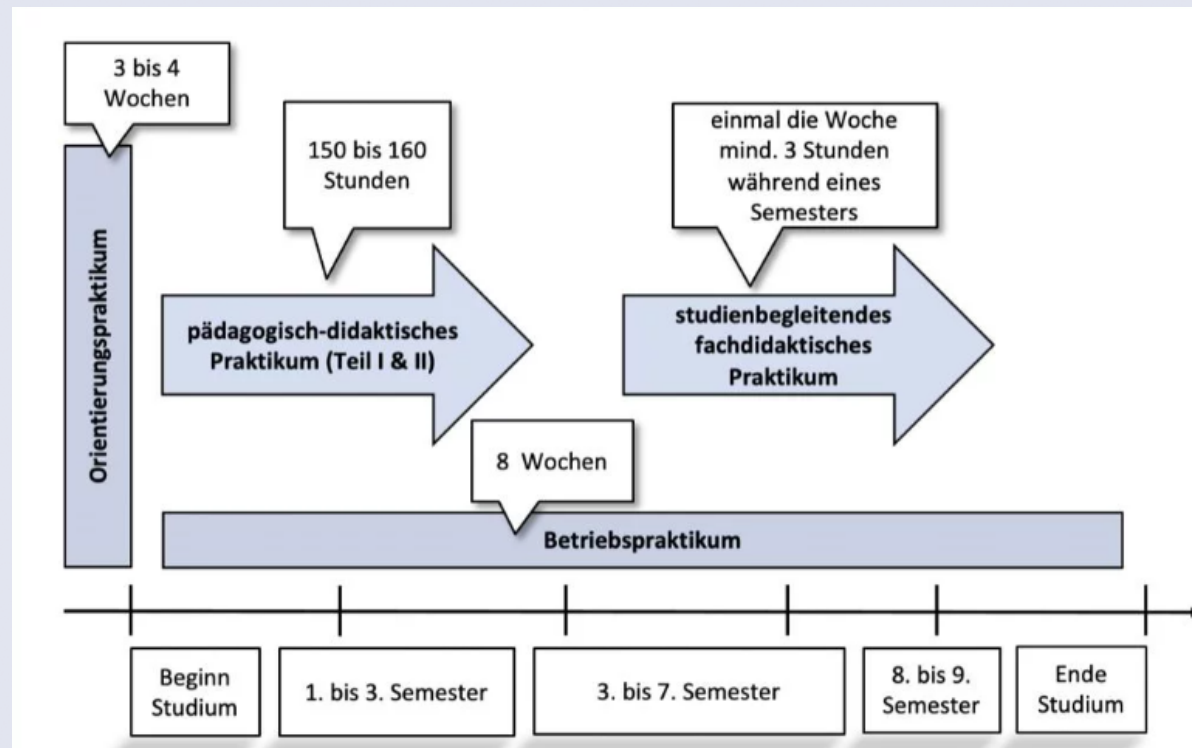 3 bis 4
Wochen
150 bis 160
Stunden
einmal die Woche
mind. 3 Stunden
während eines
Semesters
Orientierungspraktikum
pädagogisch-didaktisches
Praktikum (Teil I & II)
studienbegleitendes
fachdidaktisches
Praktikum
8 Wochen
Betriebspraktikum
Beginn
Studium
1. bis 3. Semester
3. bis 7. Semester
8. bis 9.
Semester
Ende
Studium